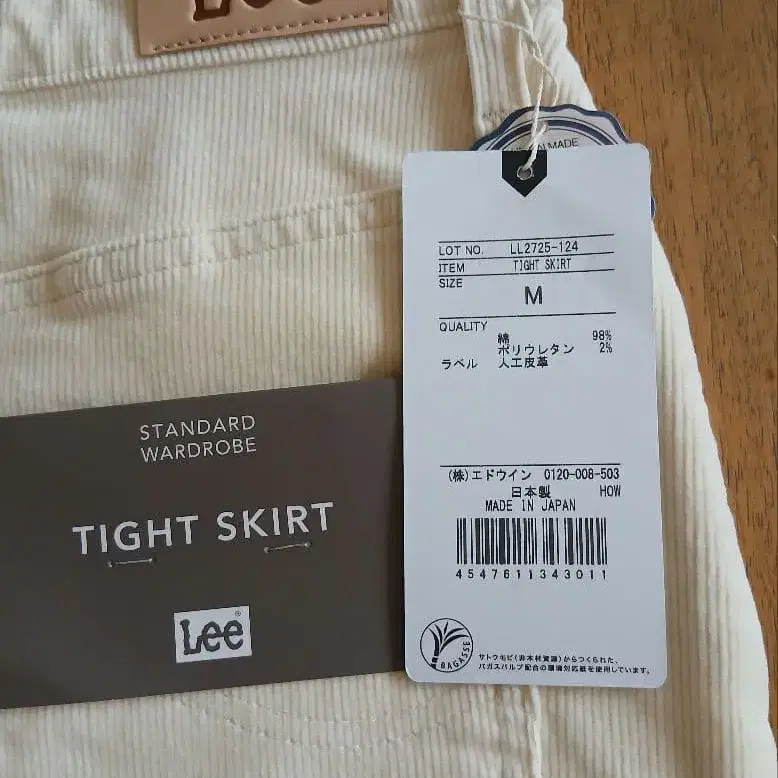 Lee
MADE
LOT NO. LL2725-124
ITEM TIGHT SKIRT
SIZE
M
QUALITY
綿 98%
ポリウレタン 2%
ラベル 人工皮革
(株)エドウイン 0120-008-503
日本製 HOW
MADE IN JAPAN
4547611343011
BAGASSE
サトウキビ(非木材資源)からつくられた、
バガスパルプ配合の環境対応紙を使用しています。
STANDARD
WARDROBE
TIGHT SKIRT
Lee®